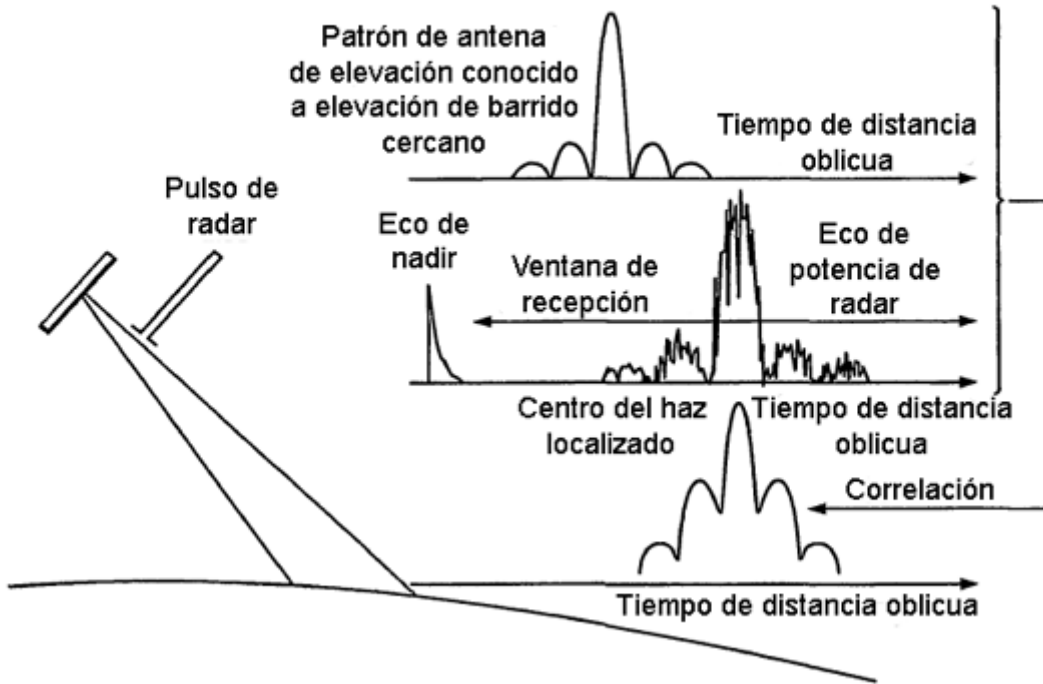 Patrón de antena
de elevación conocido
a elevación de barrido
cercano
Tiempo de distancia
oblicua
Pulso de
radar
Eco de
nadir
Ventana de
recepción
Eco de
potencia de
radar
Centro del haz
localizado
Tiempo de distancia
oblicua
Correlación
Tiempo de distancia oblicua